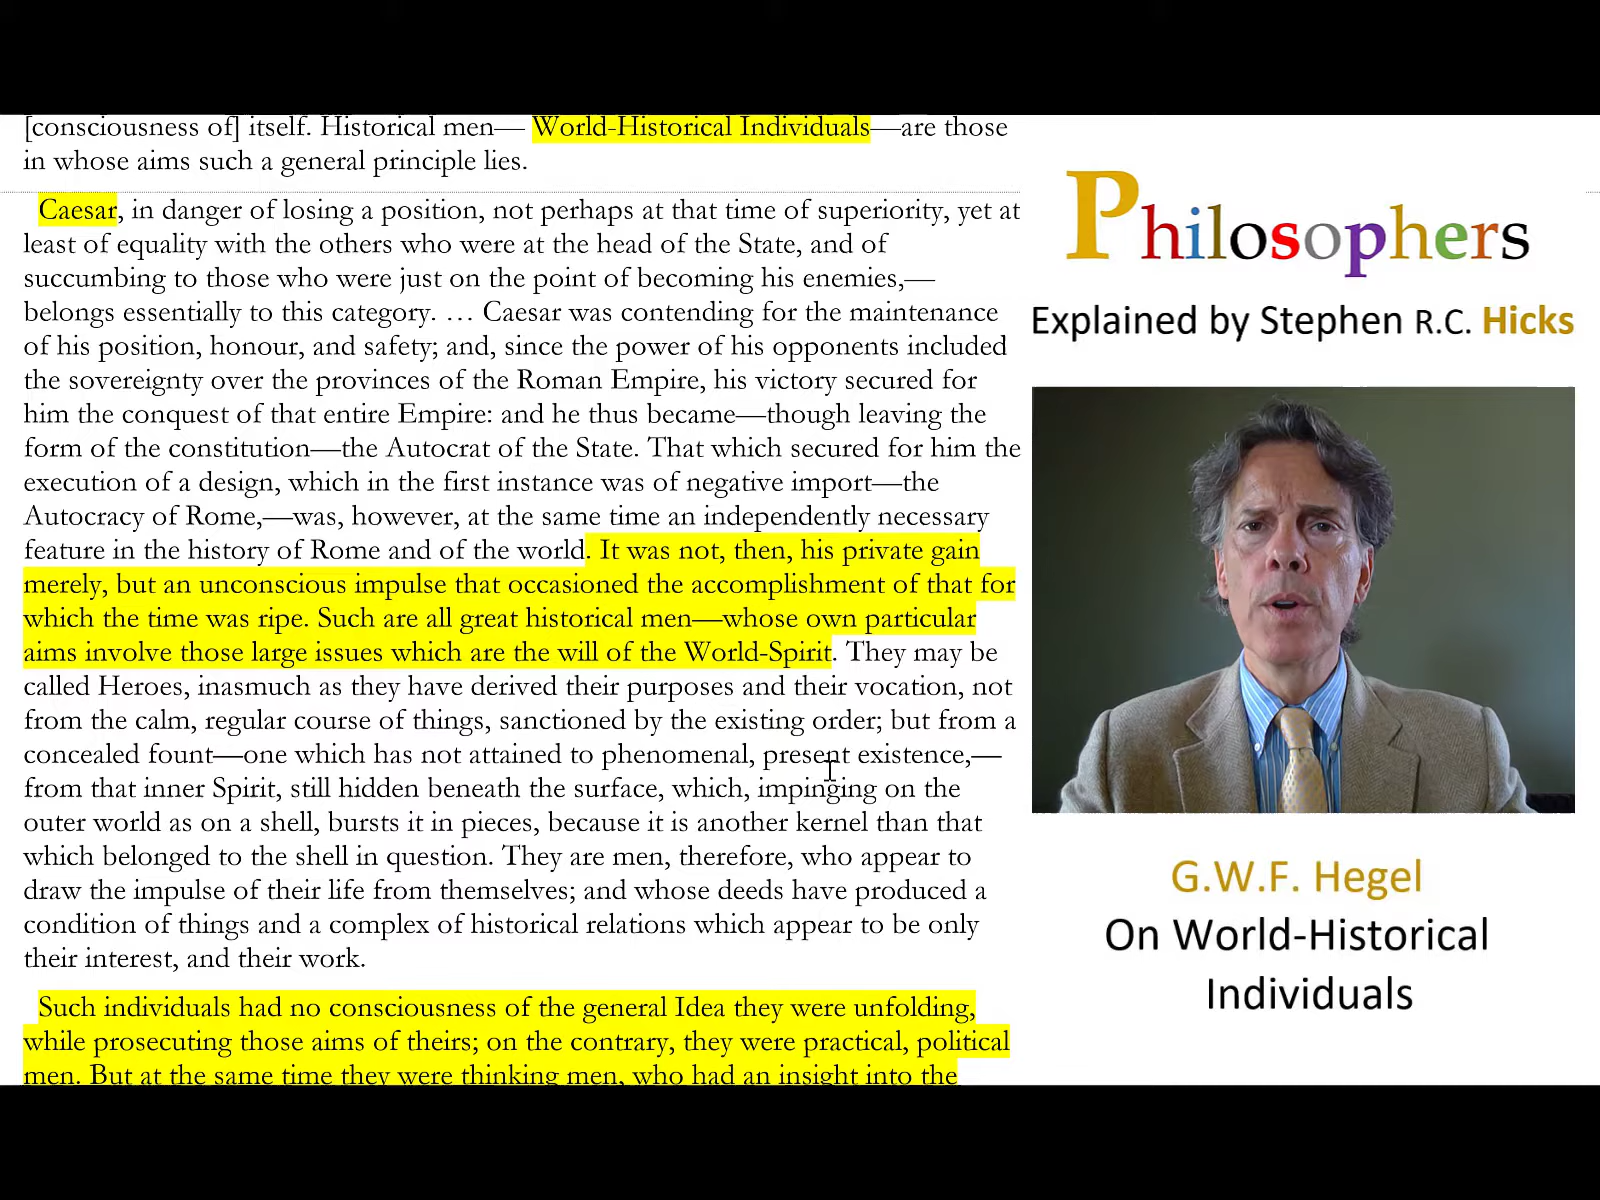 [consciousness of] itself. Historical men— World-Historical Individuals—are those
in whose aims such a general principle lies.
Caesar, in danger of losing a position, not perhaps at that time of superiority, yet at
least of equality with the others who were at the head of the State, and of
succumbing to those who were just on the point of becoming his enemies,—
belongs essentially to this category. … Caesar was contending for the maintenance
of his position, honour, and safety; and, since the power of his opponents included
the sovereignty over the provinces of the Roman Empire, his victory secured for
him the conquest of that entire Empire: and he thus became—though leaving the
form of the constitution—the Autocrat of the State. That which secured for him the
execution of a design, which in the first instance was of negative import—the
Autocracy of Rome,—was, however, at the same time an independently necessary
feature in the history of Rome and of the world. It was not, then, his private gain
merely, but an unconscious impulse that occasioned the accomplishment of that for
which the time was ripe. Such are all great historical men—whose own particular
aims involve those large issues which are the will of the World-Spirit. They may be
called Heroes, inasmuch as they have derived their purposes and their vocation, not
from the calm, regular course of things, sanctioned by the existing order; but from a
concealed fount—one which has not attained to phenomenal, present existence,—
from that inner Spirit, still hidden beneath the surface, which, impinging on the
outer world as on a shell, bursts it in pieces, because it is another kernel than that
which belonged to the shell in question. They are men, therefore, who appear to
draw the impulse of their life from themselves; and whose deeds have produced a
condition of things and a complex of historical relations which appear to be only
their interest, and their work.
Such individuals had no consciousness of the general Idea they were unfolding,
while prosecuting those aims of theirs; on the contrary, they were practical, political
men. But at the same time they were thinking men, who had an insight into the
Philosophers
Explained by Stephen R.C. Hicks
G.W.F. Hegel
On World-Historical
Individuals